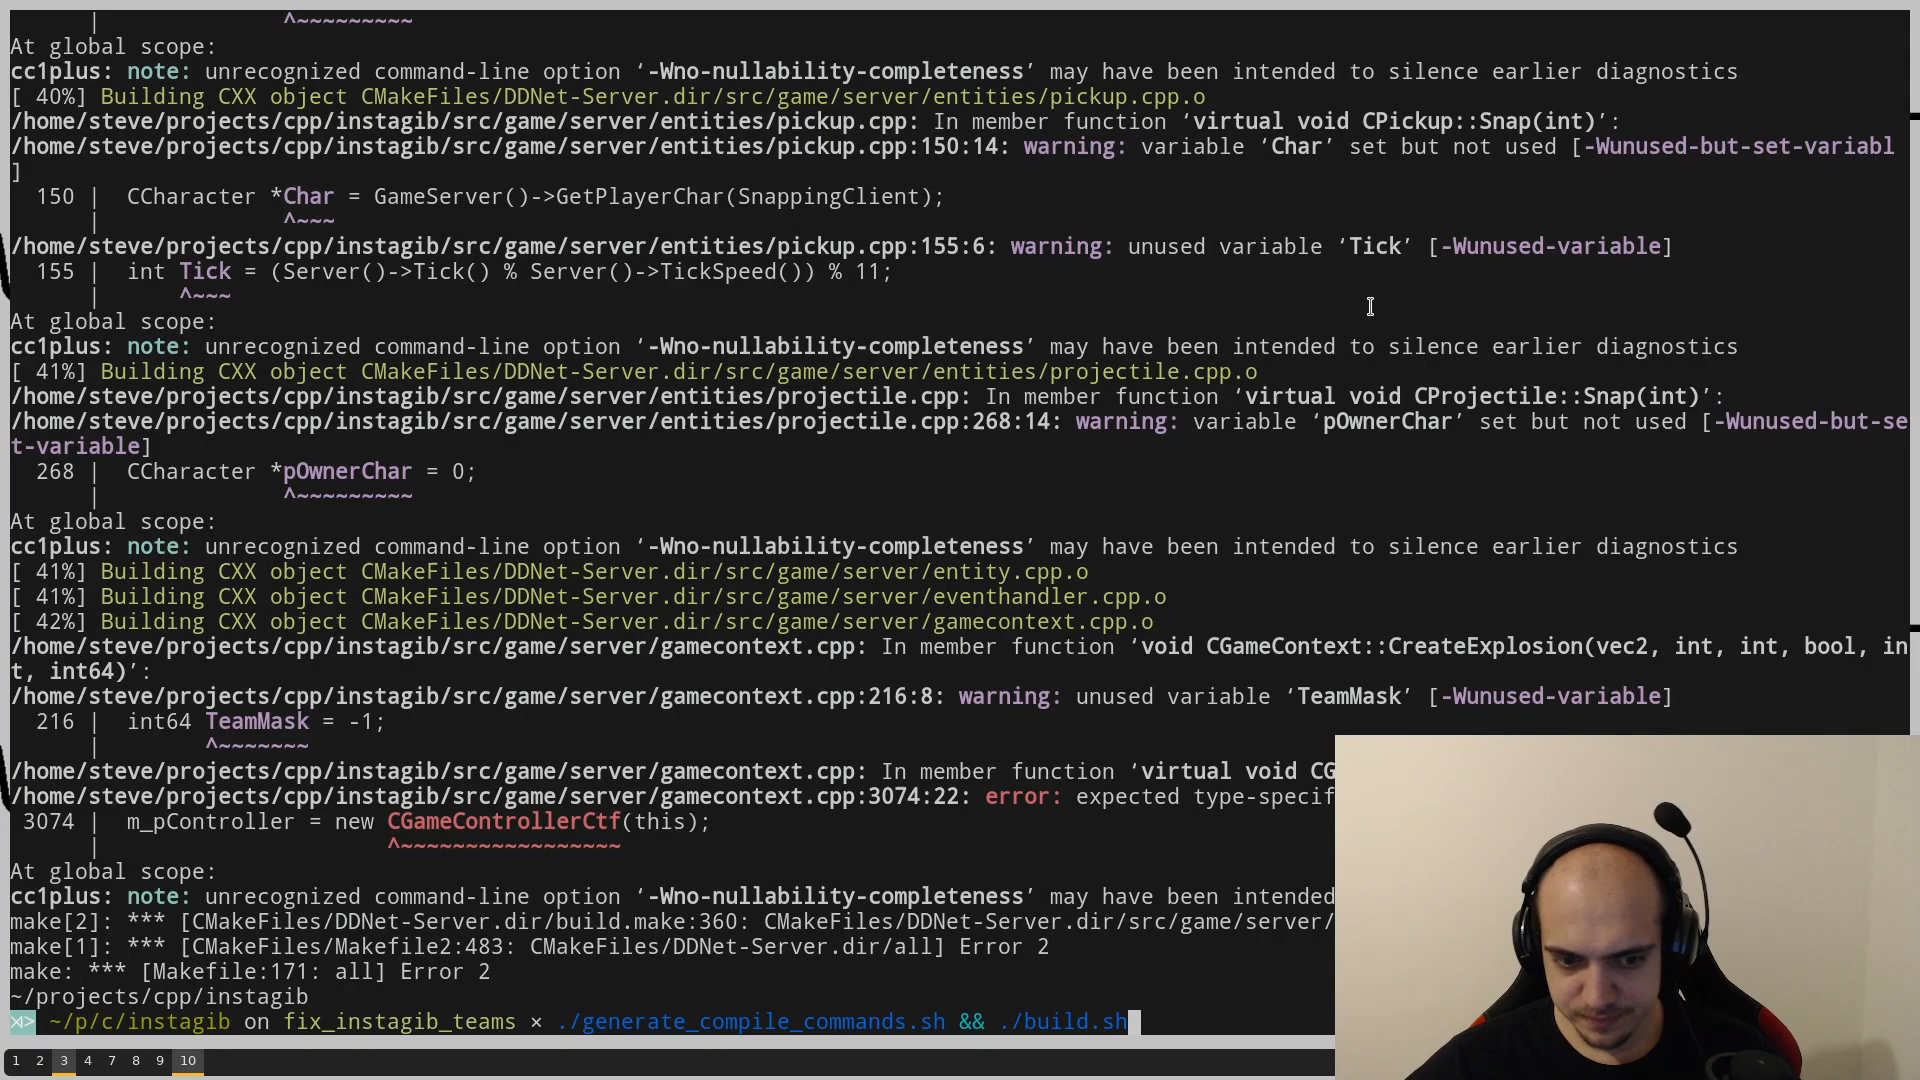 |              ^~~~~~~~~~
At global scope:
cc1plus: note: unrecognized command-line option ‘-Wno-nullability-completeness’ may have been intended to silence earlier diagnostics
[ 40%] Building CXX object CMakeFiles/DDNet-Server.dir/src/game/server/entities/pickup.cpp.o
/home/steve/projects/cpp/instagib/src/game/server/entities/pickup.cpp: In member function ‘virtual void CPickup::Snap(int)’:
/home/steve/projects/cpp/instagib/src/game/server/entities/pickup.cpp:150:14: warning: variable ‘Char’ set but not used [-Wunused-but-set-variabl
]
  150 |  CCharacter *Char = GameServer()->GetPlayerChar(SnappingClient);
      |              ^~~~
/home/steve/projects/cpp/instagib/src/game/server/entities/pickup.cpp:155:6: warning: unused variable ‘Tick’ [-Wunused-variable]
  155 |  int Tick = (Server()->Tick() % Server()->TickSpeed()) % 11;
      |      ^~~~
At global scope:
cc1plus: note: unrecognized command-line option ‘-Wno-nullability-completeness’ may have been intended to silence earlier diagnostics
[ 41%] Building CXX object CMakeFiles/DDNet-Server.dir/src/game/server/entities/projectile.cpp.o
/home/steve/projects/cpp/instagib/src/game/server/entities/projectile.cpp: In member function ‘virtual void CProjectile::Snap(int)’:
/home/steve/projects/cpp/instagib/src/game/server/entities/projectile.cpp:268:14: warning: variable ‘pOwnerChar’ set but not used [-Wunused-but-se
t-variable]
  268 |  CCharacter *pOwnerChar = 0;
      |              ^~~~~~~~~~
At global scope:
cc1plus: note: unrecognized command-line option ‘-Wno-nullability-completeness’ may have been intended to silence earlier diagnostics
[ 41%] Building CXX object CMakeFiles/DDNet-Server.dir/src/game/server/entity.cpp.o
[ 41%] Building CXX object CMakeFiles/DDNet-Server.dir/src/game/server/eventhandler.cpp.o
[ 42%] Building CXX object CMakeFiles/DDNet-Server.dir/src/game/server/gamecontext.cpp.o
/home/steve/projects/cpp/instagib/src/game/server/gamecontext.cpp: In member function ‘void CGameContext::CreateExplosion(vec2, int, int, bool, in
t, int64)’:
/home/steve/projects/cpp/instagib/src/game/server/gamecontext.cpp:216:8: warning: unused variable ‘TeamMask’ [-Wunused-variable]
  216 |  int64 TeamMask = -1;
      |        ^~~~~~~~
/home/steve/projects/cpp/instagib/src/game/server/gamecontext.cpp: In member function ‘virtual void CG
/home/steve/projects/cpp/instagib/src/game/server/gamecontext.cpp:3074:22: error: expected type-specif
 3074 |  m_pController = new CGameControllerCtf(this);
      |                      ^~~~~~~~~~~~~~~~~~
At global scope:
cc1plus: note: unrecognized command-line option ‘-Wno-nullability-completeness’ may have been intended
make[2]: *** [CMakeFiles/DDNet-Server.dir/build.make:360: CMakeFiles/DDNet-Server.dir/src/game/server/
make[1]: *** [CMakeFiles/Makefile2:483: CMakeFiles/DDNet-Server.dir/all] Error 2
make: *** [Makefile:171: all] Error 2
~/projects/cpp/instagib
~/p/c/instagib on fix_instagib_teams × ./generate_compile_commands.sh && ./build.sh
1 2 3 4 7 8 9 10